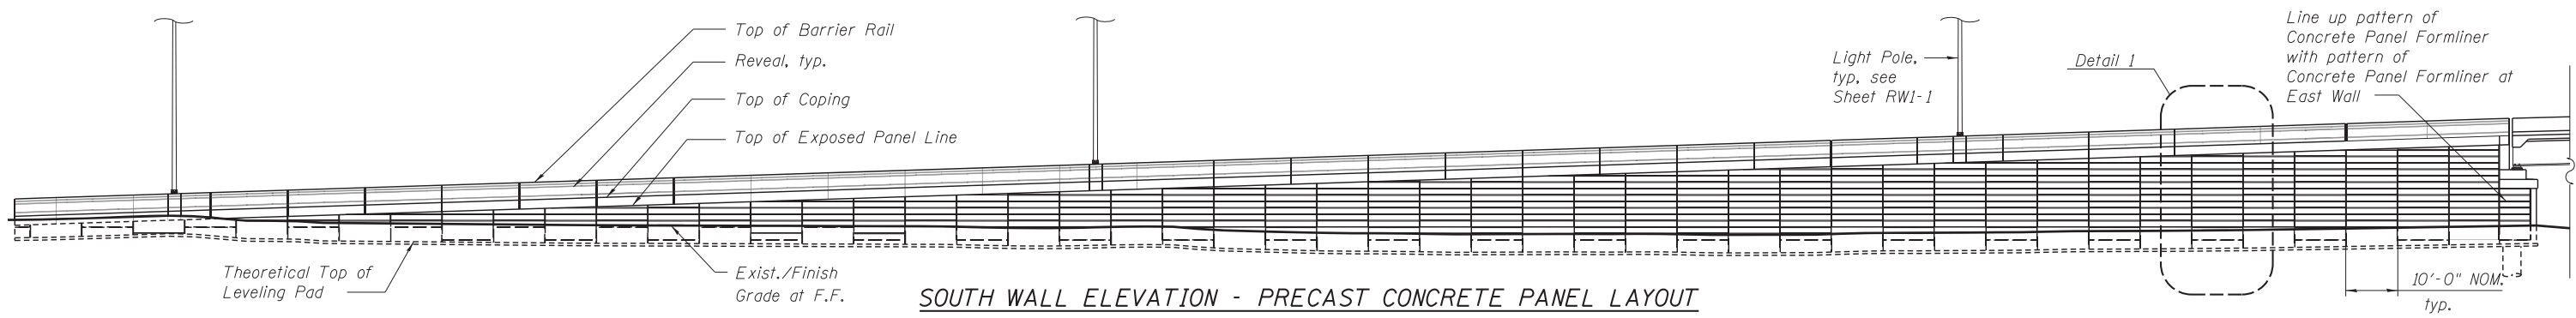 Top of Barrier Rail
Reveal, typ.
Top of Coping
Top of Exposed Panel Line
Light Pole,
typ, see
Sheet RW1-1
Detail 1
Line up pattern of
Concrete Panel Formliner
with pattern of
Concrete Panel Formliner at
East Wall
Theoretical Top of
Leveling Pad
Exist./Finish
Grade at F.F.
10'-0" NOM.
typ.
SOUTH WALL ELEVATION - PRECAST CONCRETE PANEL LAYOUT